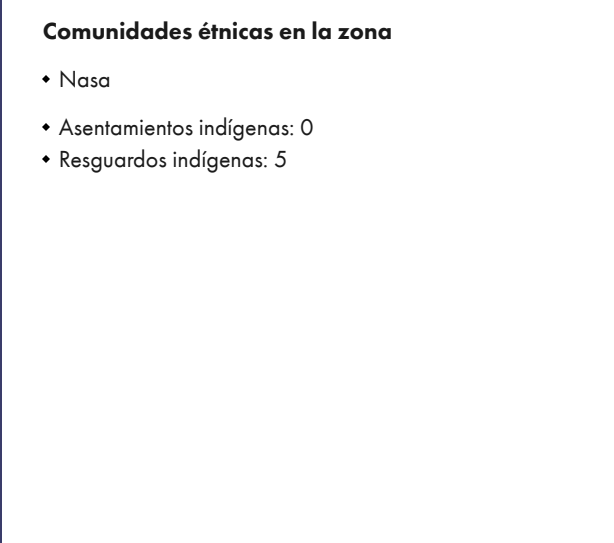 Comunidades étnicas en la zona
⬥ Nasa
⬥ Asentamientos indígenas: 0
⬥ Resguardos indígenas: 5